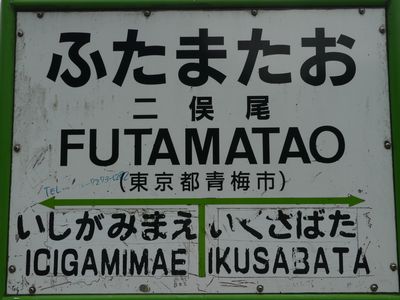 ふたまたお
二俣尾
FUTAMATAO
(東京都青梅市)
いしがみまえ いくさばた
ICIGAMIMAE IKUSABATA